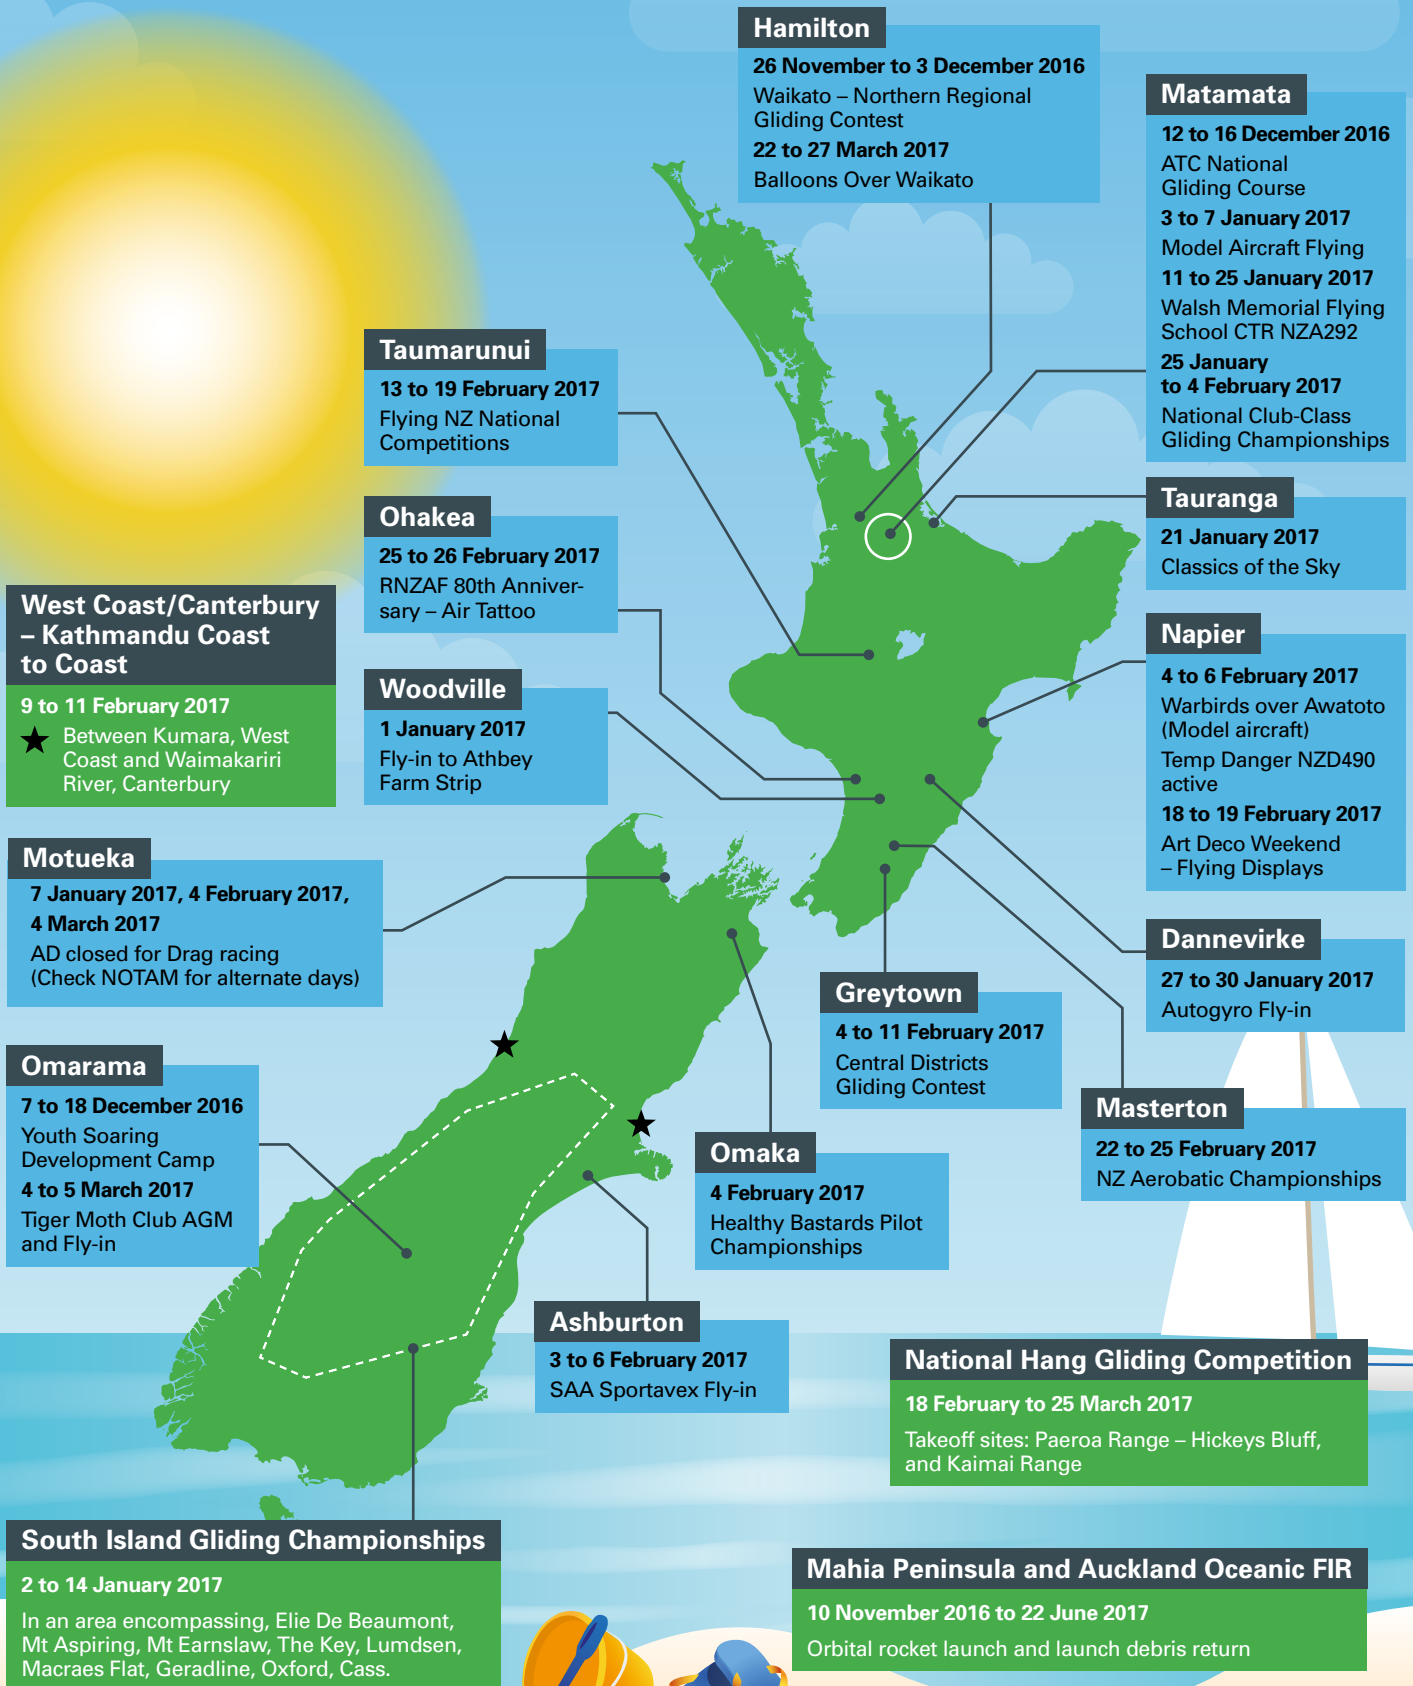 Hamilton
26 November to 3 December 2016
Waikato – Northern Regional
Gliding Contest
22 to 27 March 2017
Balloons Over Waikato
Matamata
12 to 16 December 2016
ATC National
Gliding Course
3 to 7 January 2017
Model Aircraft Flying
11 to 25 January 2017
Walsh Memorial Flying
School CTR NZA292
25 January
to 4 February 2017
National Club-Class
Gliding Championships
Taumarunui
13 to 19 February 2017
Flying NZ National
Competitions
Ohakea
25 to 26 February 2017
RNZAF 80th Anniver-
sary – Air Tattoo
Tauranga
21 January 2017
Classics of the Sky
West Coast/Canterbury
– Kathmandu Coast
to Coast
9 to 11 February 2017
Between Kumara, West
Coast and Waimakariri
River, Canterbury
Woodville
1 January 2017
Fly-in to Athbey
Farm Strip
Napier
4 to 6 February 2017
Warbirds over Awatoto
(Model aircraft)
Temp Danger NZD490
active
18 to 19 February 2017
Art Deco Weekend
– Flying Displays
Motueka
7 January 2017, 4 February 2017,
4 March 2017
AD closed for Drag racing
(Check NOTAM for alternate days)
Dannevirke
27 to 30 January 2017
Autogyro Fly-in
Greytown
4 to 11 February 2017
Central Districts
Gliding Contest
Omarama
7 to 18 December 2016
Youth Soaring
Development Camp
4 to 5 March 2017
Tiger Moth Club AGM
and Fly-in
Masterton
22 to 25 February 2017
NZ Aerobatic Championships
Omaka
4 February 2017
Healthy Bastards Pilot
Championships
Ashburton
3 to 6 February 2017
SAA Sportavex Fly-in
National Hang Gliding Competition
18 February to 25 March 2017
Takeoff sites: Paeroa Range – Hickeys Bluff,
and Kaimai Range
South Island Gliding Championships
2 to 14 January 2017
In an area encompassing, Elie De Beaumont,
Mt Aspiring, Mt Earnslaw, The Key, Lumdsen,
Macraes Flat, Geradline, Oxford, Cass.
Mahia Peninsula and Auckland Oceanic FIR
10 November 2016 to 22 June 2017
Orbital rocket launch and launch debris return